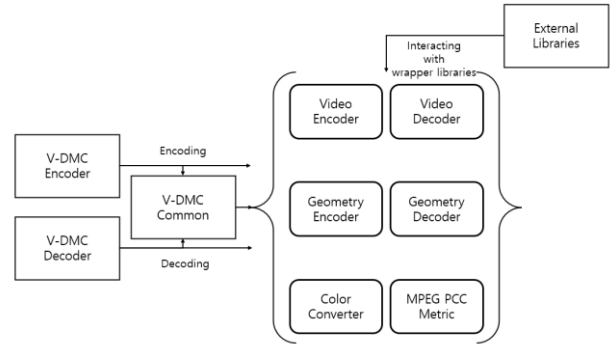 External
Libraries
Interacting
with
wrapper libraries
Video
Encoder
Video
Decoder
V-DMC
Encoder
Encoding
V-DMC
Common
Geometry
Encoder
Geometry
Decoder
V-DMC
Decoder
Decoding
Color
Converter
MPEG PCC
Metric